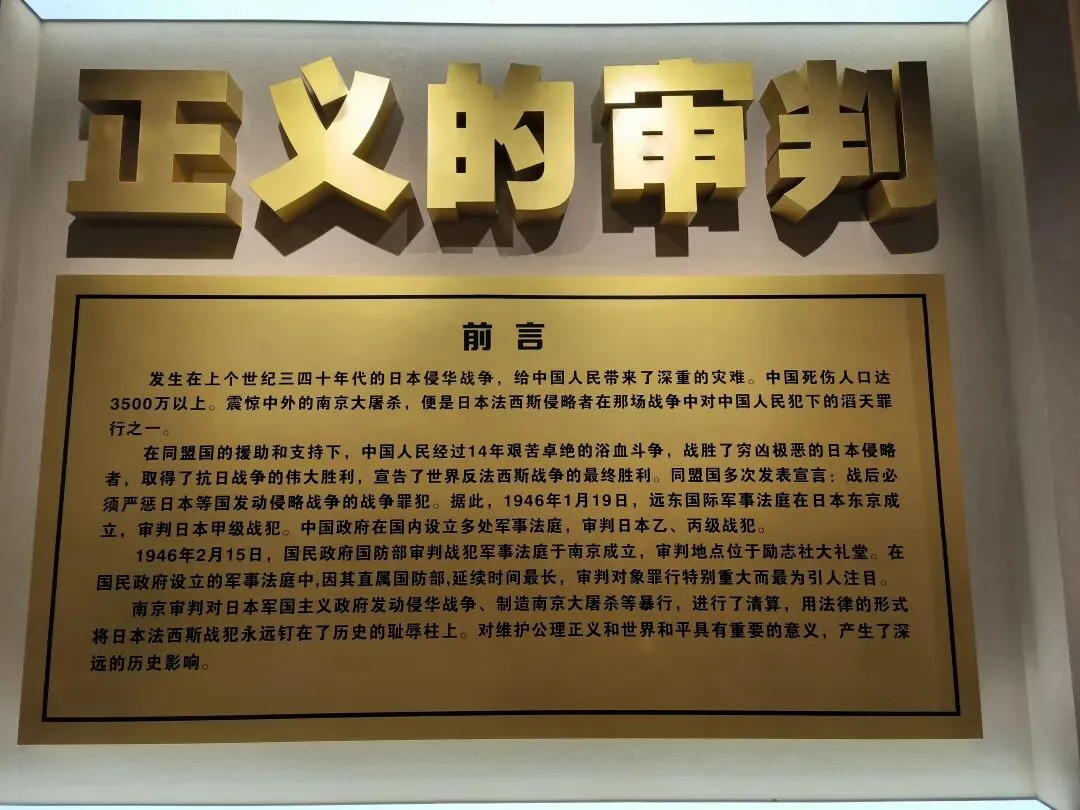 正义的审判
前言
发生在上个世纪三四十年代的日本侵华战争，给中国人民带来了深重的灾难。中国死伤人口达
3500万以上。震惊中外的南京大屠杀，便是日本法西斯侵略者在那场战争中对中国人民犯下的滔天罪
行之一。
在同盟国的援助和支持下，中国人民经过14年艰苦卓绝的浴血斗争，战胜了穷凶极恶的日本侵略
者，取得了抗日战争的伟大胜利，宣告了世界反法西斯战争的最终胜利。同盟国多次发表宣言：战后必
须严惩日本等国发动侵略战争的战争罪犯。据此，1946年1月19日，远东国际军事法庭在日本东京成
立，审判日本甲级战犯。中国政府在国内设立多处军事法庭，审判日本乙、丙级战犯。
1946年2月15日，国民政府国防部审判战犯军事法庭于南京成立，审判地点位于励志社大礼堂。在
国民政府设立的军事法庭中,因其直属国防部,延续时间最长，审判对象罪行特别重大而最为引人注目。
南京审判对日本军国主义政府发动侵华战争、制造南京大屠杀等暴行，进行了清算，用法律的形式
将日本法西斯战犯永远钉在了历史的耻辱柱上。对维护公理正义和世界和平具有重要的意义，产生了深
远的历史影响。